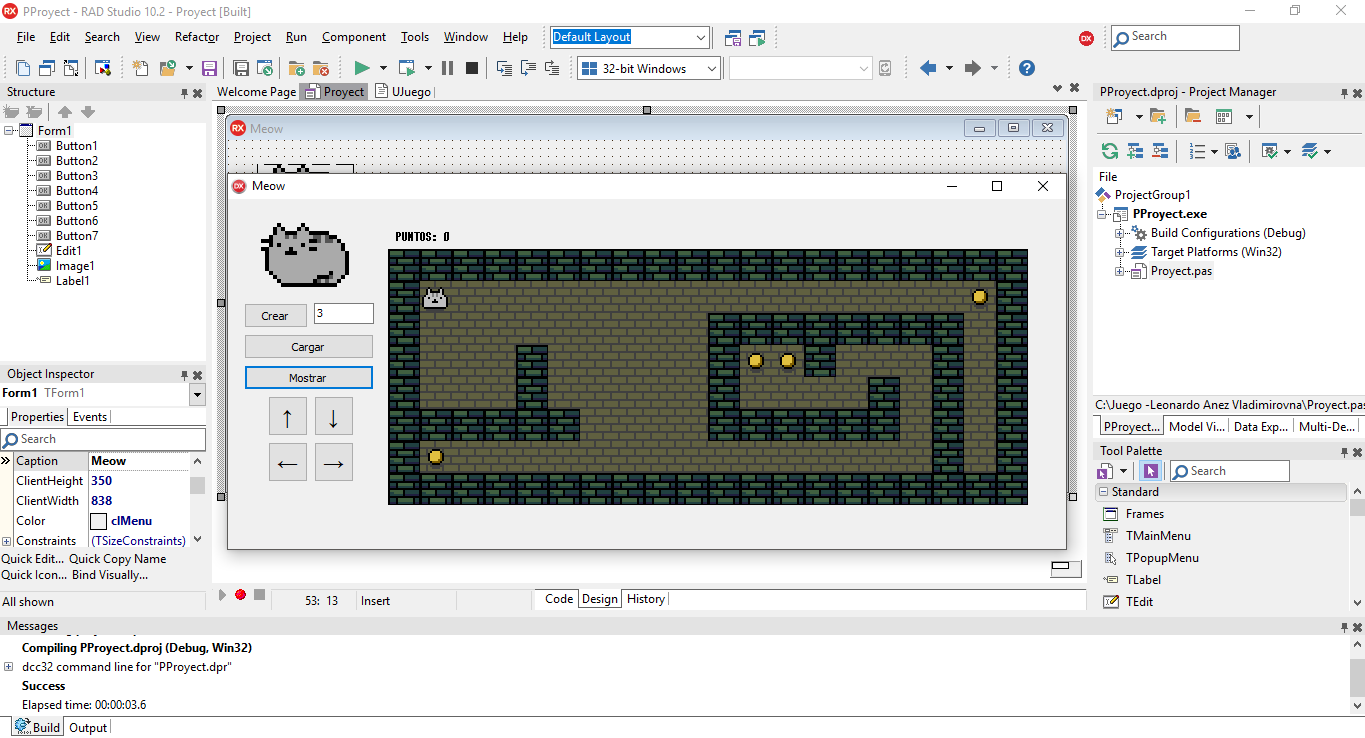 PProyect - RAD Studio 10.2 - Proyect [Built]
File Edit Search View Refactor Project Run Component Tools Window Help
Default Layout
Search
32-bit Windows
Structure
Welcome Page Proyect UJuego
PProyect.dproj - Project Manager
Form1
Button1
Button2
Button3
Button4
Button5
Button6
Button7
Edit1
Image1
Label1
Meow
Meow
PUNTOS: 0
Crear 3
Cargar
Mostrar
↑ ↓
← →
File
ProjectGroup1
PProyect.exe
Build Configurations (Debug)
Target Platforms (Win32)
Proyect.pas
Object Inspector
Form1 TForm1
Properties Events
Search
Caption Meow
ClientHeight 350
ClientWidth 838
Color clMenu
Constraints (TSizeConstraints)
Quick Edit... Quick Copy Name
Quick Icon... Bind Visually...
All shown
C:\Juego -Leonardo Anez Vladimirovna\Proyect.pas
PProyect... Model Vi... Data Exp... Multi-De...
Tool Palette
Search
Standard
Frames
TMainMenu
TPopupMenu
TLabel
TEdit
53: 13 Insert
Code Design History
Messages
Compiling PProyect.dproj (Debug, Win32)
dcc32 command line for "PProyect.dpr"
Success
Elapsed time: 00:00:03.6
Build Output